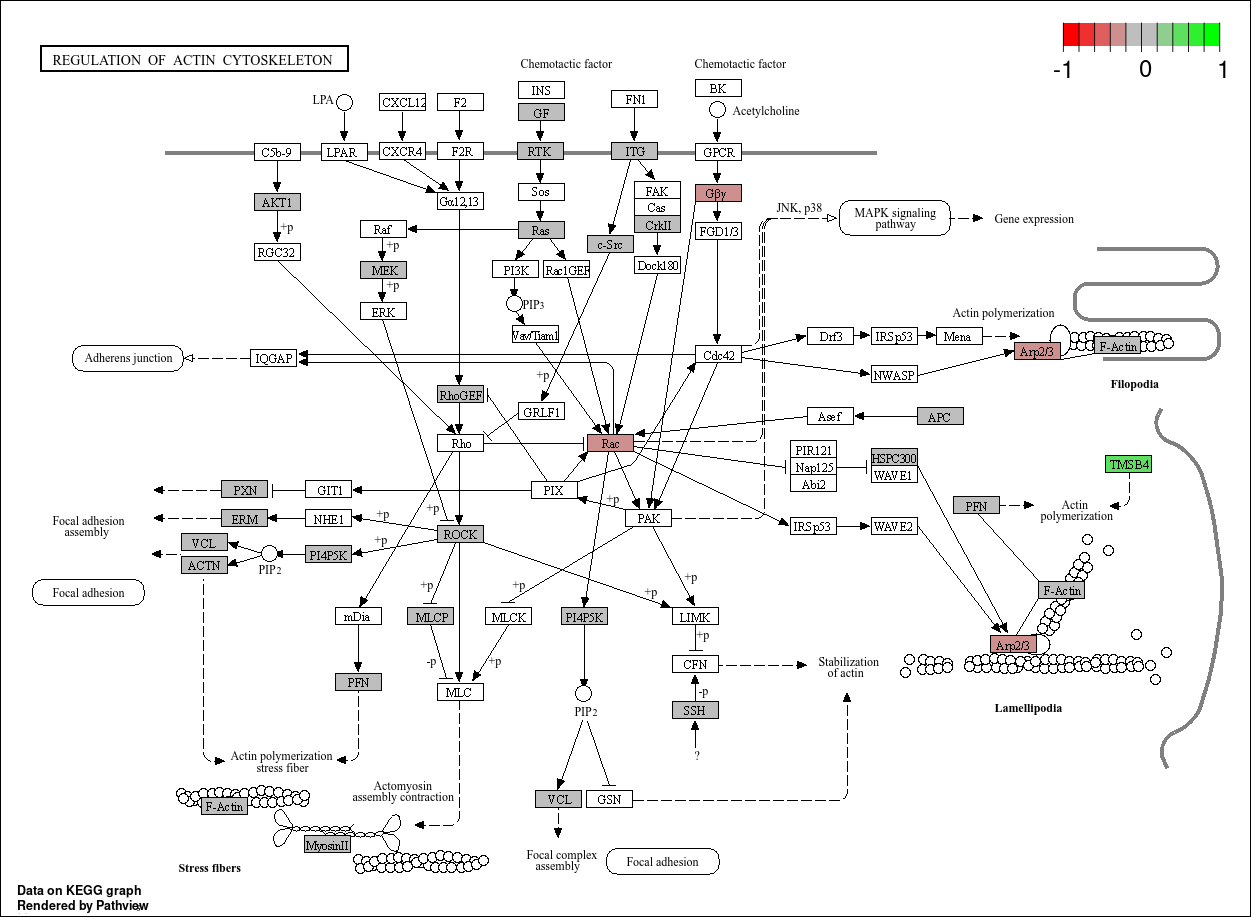 REGULATION OF ACTIN CYTOSKELETON
-1 0 1
Chemotactic factor
Chemotactic factor
INS
BK
LPA
CXCL12
F2
GF
FN1
Acetylcholine
C5b-9
LPAR
CXCR4
F2R
RTK
ITG
GPCR
AKT1
Gα12,13
Sos
FAK
Cas
CrkII
Gβγ
JNK, p38
MAPK signaling
pathway
Gene expression
+p
Raf
Ras
c-Src
FGD1/3
RGC32
+p
MEK
+p
ERK
PI3K
Rac1GEF
Dock180
PIP3
Vav/Tiam1
Actin polymerization
Drf3
IRSp53
Mena
Arp2/3
F-Actin
Adherens junction
IQGAP
Cdc42
NWASP
Filopodia
+p
RhoGEF
GRLF1
Asef
APC
Rho
Rac
PIR121
Nap125
Abi2
HSPC300
WAVE1
TMSB4
PXN
GIT1
PIX
+p
PAK
PFN
Actin
polymerization
Focal adhesion
assembly
ERM
NHE1
+p
+p
ROCK
IRSp53
WAVE2
VCL
ACTN
PIP2
PI4P5K
+p
Focal adhesion
+p
+p
+p
+p
F-Actin
mDia
MLCP
MLCK
PI4P5K
LIMK
+p
Arp2/3
-p
+p
CFN
Stabilization
of actin
PFN
MLC
-p
SSH
PIP2
Lamellipodia
?
Actin polymerization
stress fiber
Actomyosin
assembly contraction
F-Actin
VCL
GSN
MyosinII
Stress fibers
Focal complex
assembly
Focal adhesion
Data on KEGG graph
Rendered by Pathview